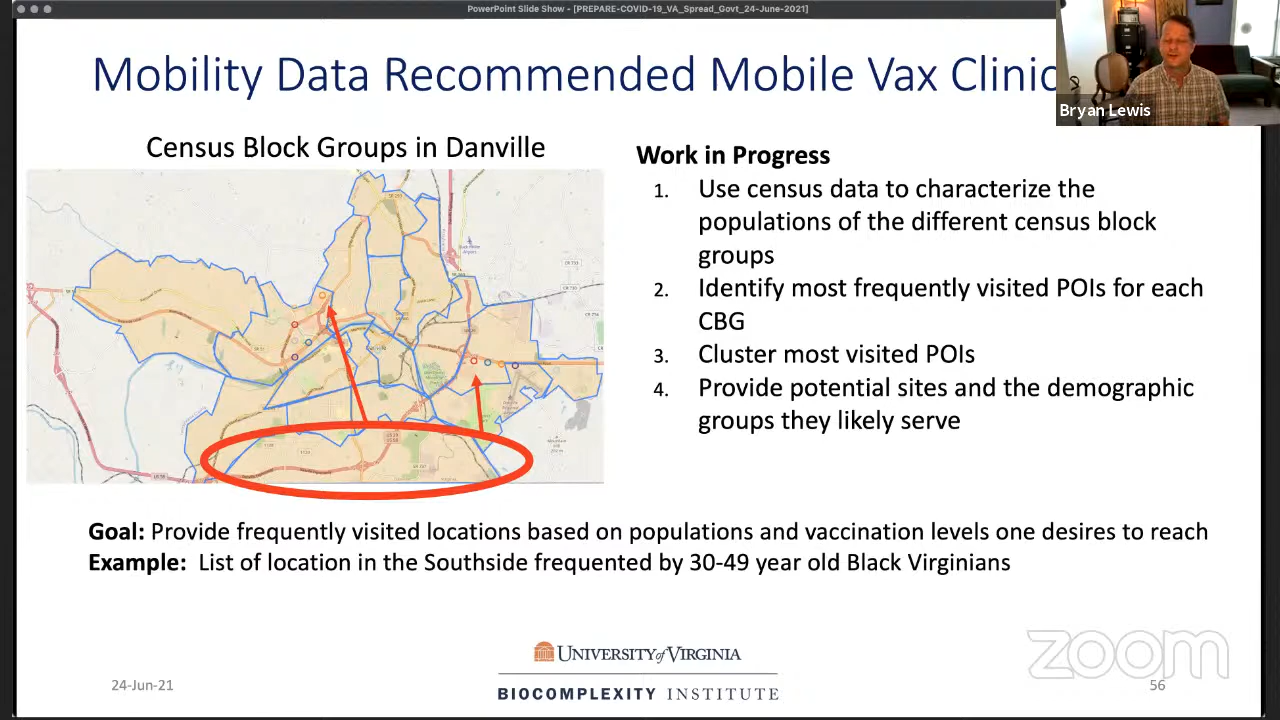 PowerPoint Slide Show - [PREPARE-COVID-19_VA_Spread_Govt_24-June-2021]
Mobility Data Recommended Mobile Vax Clinic
Bryan Lewis
Census Block Groups in Danville
Work in Progress
1. Use census data to characterize the
populations of the different census block
groups
2. Identify most frequently visited POIs for each
CBG
3. Cluster most visited POIs
4. Provide potential sites and the demographic
groups they likely serve
Goal: Provide frequently visited locations based on populations and vaccination levels one desires to reach
Example: List of location in the Southside frequented by 30-49 year old Black Virginians
UNIVERSITY of VIRGINIA
BIOCOMPLEXITY INSTITUTE
24-Jun-21
zoom
56